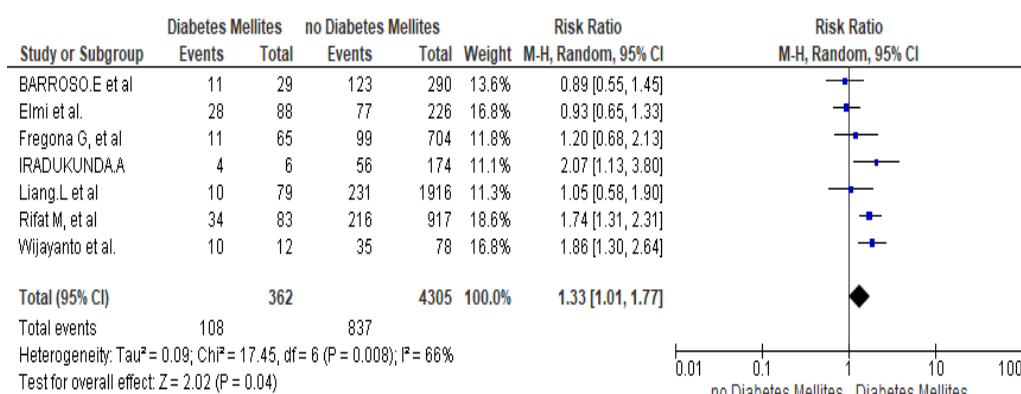 Diabetes Mellites no Diabetes Mellites Risk Ratio Risk Ratio
Study or Subgroup Events Total Events Total Weight M-H, Random, 95% CI M-H, Random, 95% CI
BARROSO.E et al 11 29 123 290 13.6% 0.89 [0.55, 1.45]
Elmi et al. 28 88 77 226 16.8% 0.93 [0.65, 1.33]
Fregona G, et al 11 65 99 704 11.8% 1.20 [0.68, 2.13]
IRADUKUNDA.A 4 6 56 174 11.1% 2.07 [1.13, 3.80]
Liang.L et al 10 79 231 1916 11.3% 1.05 [0.58, 1.90]
Rifat M, et al 34 83 216 917 18.6% 1.74 [1.31, 2.31]
Wijayanto et al. 10 12 35 78 16.8% 1.86 [1.30, 2.64]
Total (95% CI) 362 4305 100.0% 1.33 [1.01, 1.77]
Total events 108 837
Heterogeneity: Tau² = 0.09; Chi² = 17.45, df = 6 (P = 0.008); I² = 66%
Test for overall effect: Z = 2.02 (P = 0.04)
0.01 0.1 1 10 100
no Diabetes Mellites Diabetes Mellites